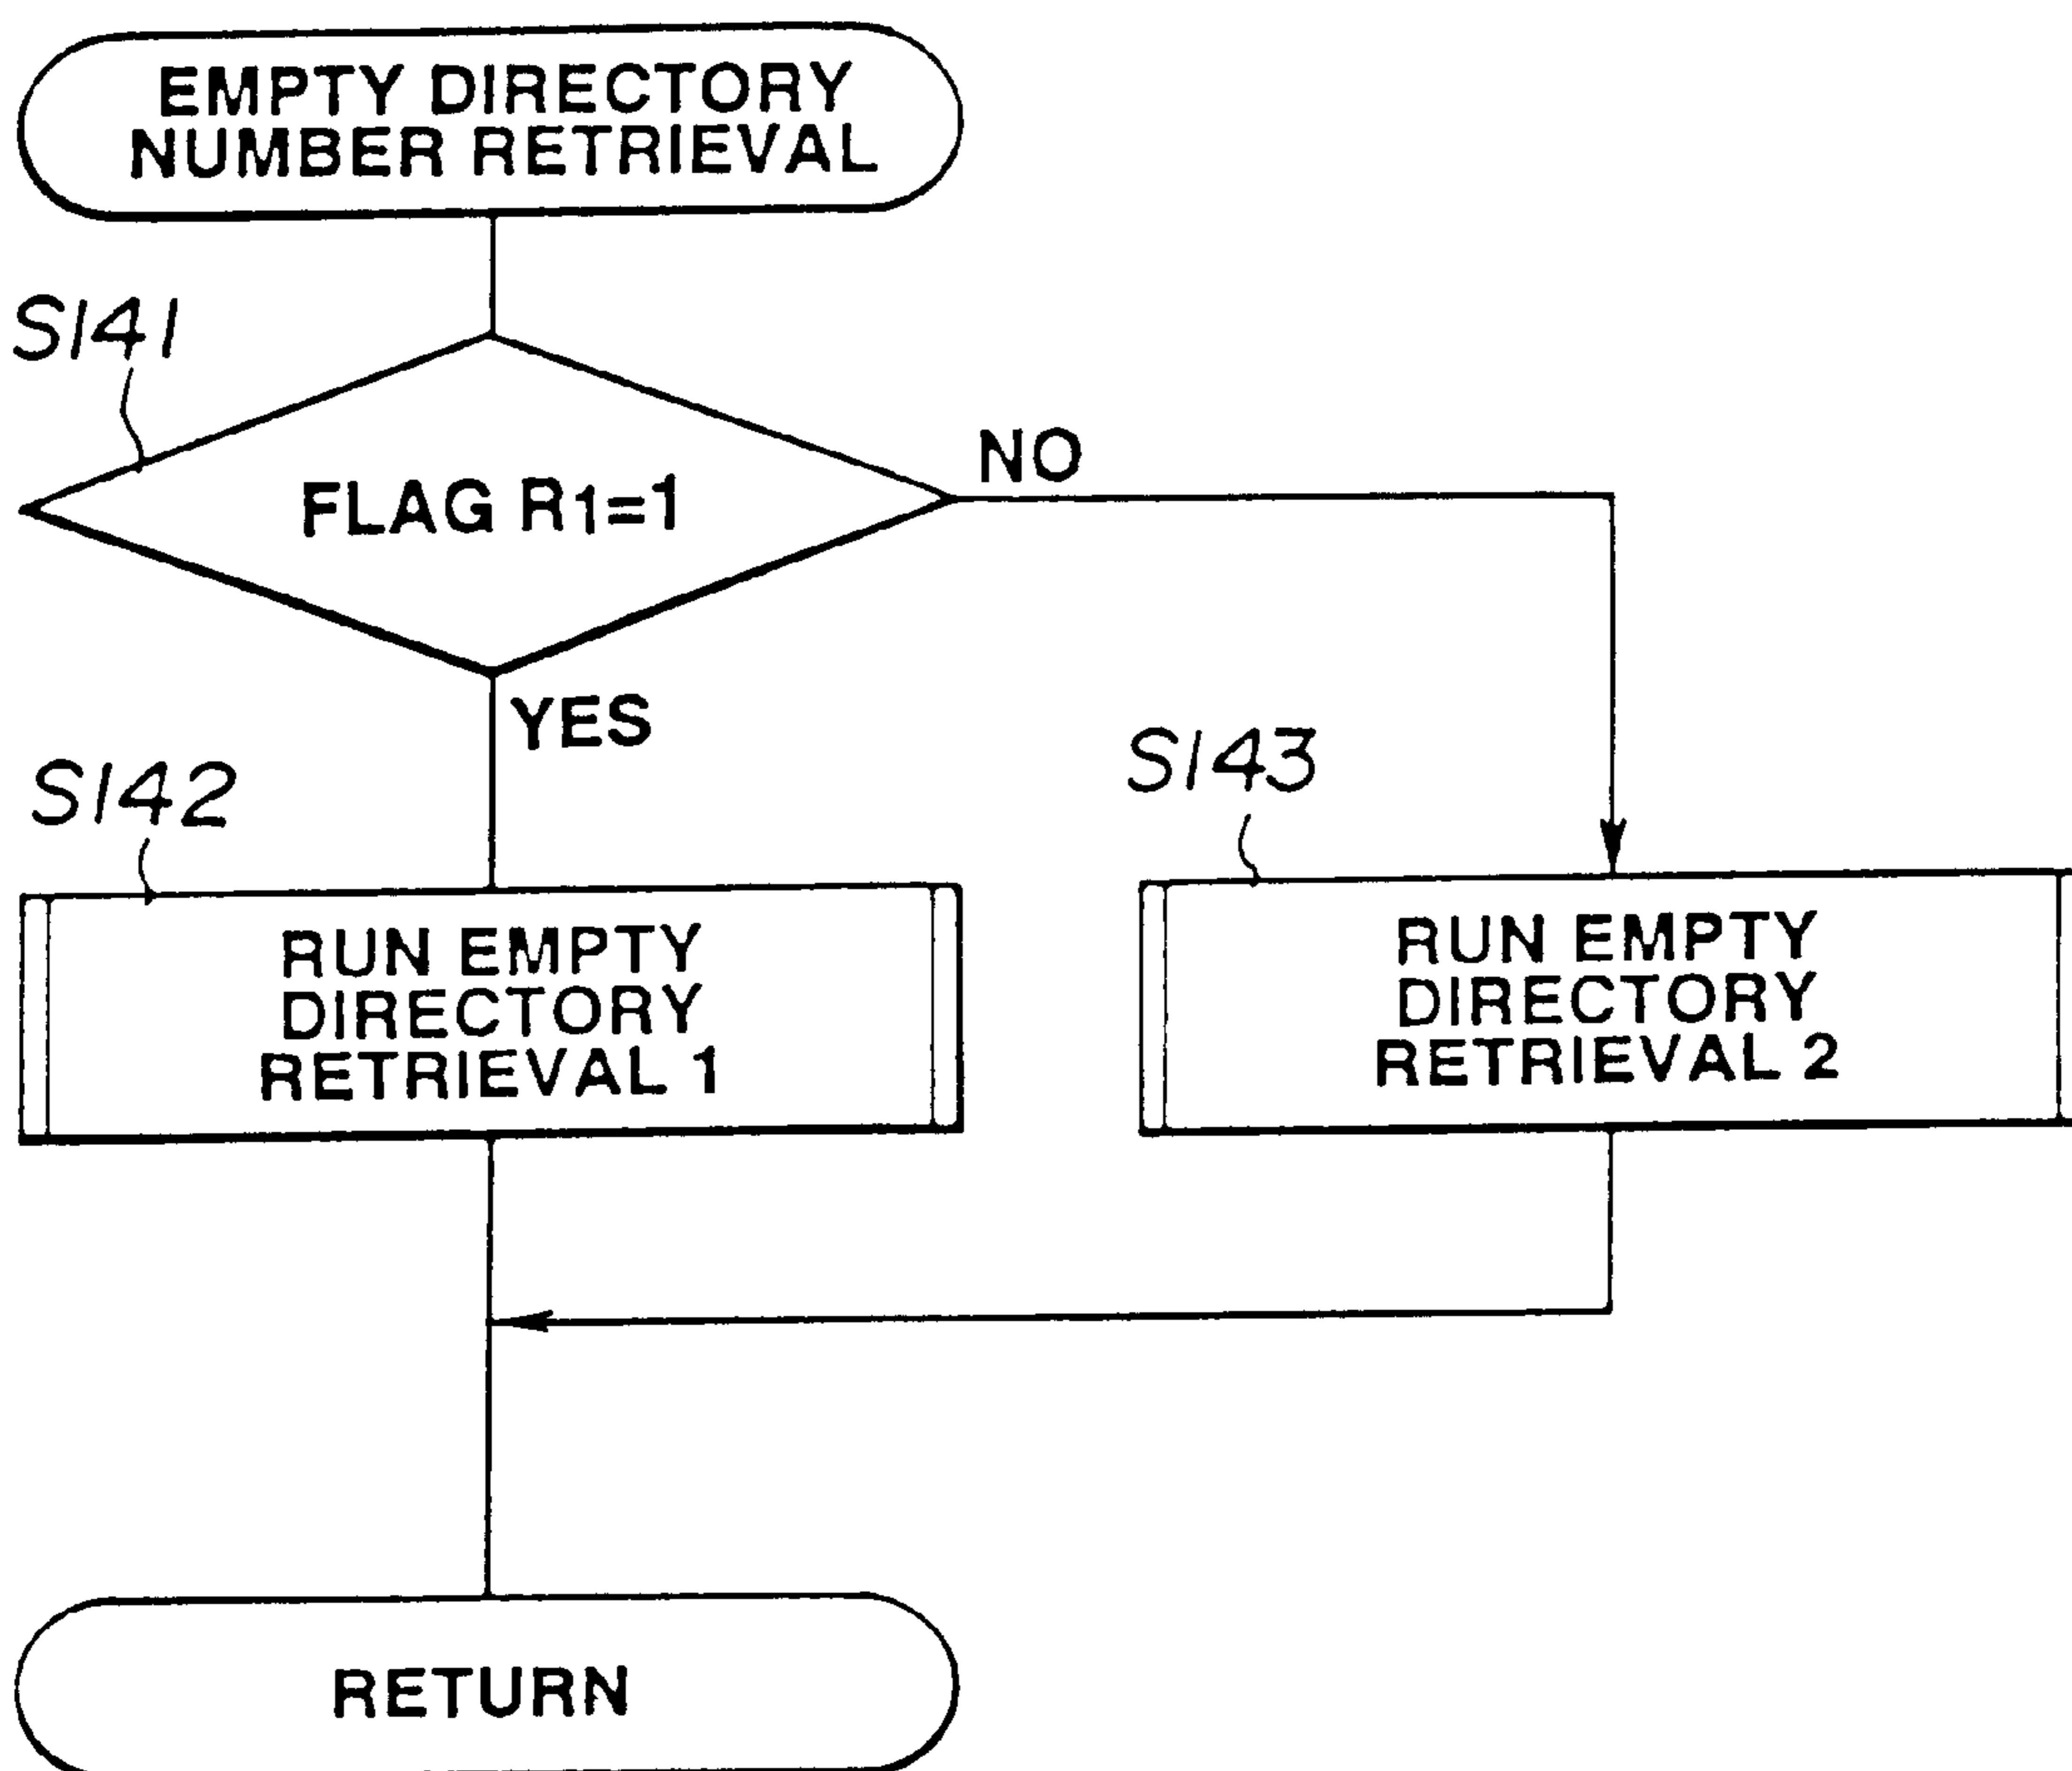 EMPTY DIRECTORY
NUMBER RETRIEVAL
S141
FLAG R1=1
NO
YES
S142
S143
RUN EMPTY
DIRECTORY
RETRIEVAL 1
RUN EMPTY
DIRECTORY
RETRIEVAL 2
RETURN